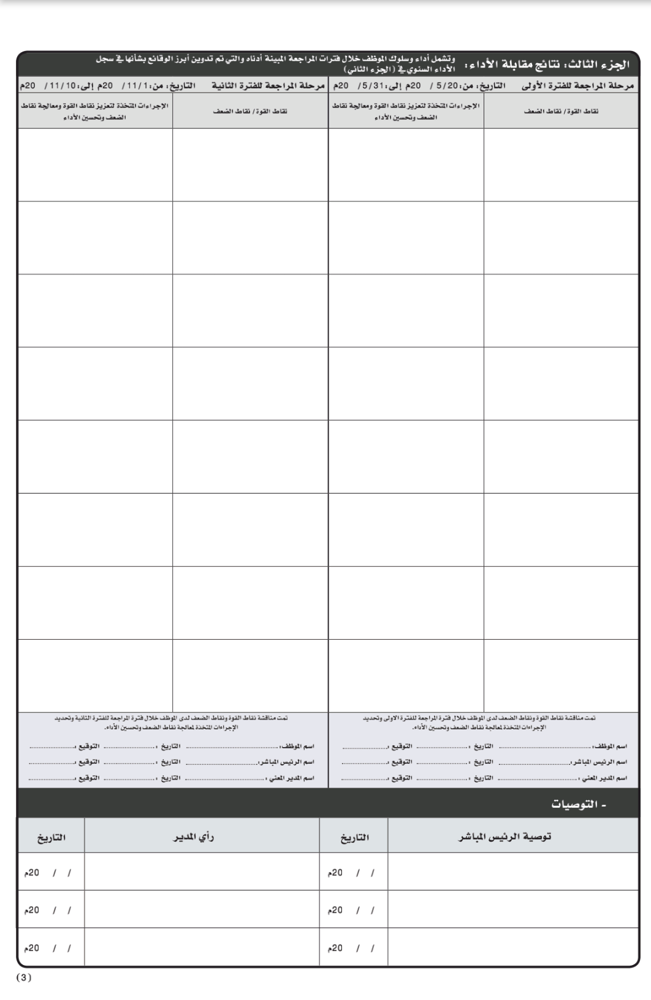 الجزء الثالث: نتائج مقابلة الأداء: وتشمل أداء وسلوك الموظف خلال فترات المراجعة المبينة أدناه والتي تم تدوين أبرز الوقائع بشأنها في سجل
الأداء السنوي في (الجزء الثاني)
مرحلة المراجعة للفترة الأولى التاريخ: من: 5/20 / 20م إلى: 5/31/ 20م
مرحلة المراجعة للفترة الثانية التاريخ: من: 11/1/ 20م إلى: 11/10/ 20م
نقاط القوة / نقاط الضعف
الإجراءات المتخذة لتعزيز نقاط القوة ومعالجة نقاط
الضعف وتحسين الأداء
نقاط القوة / نقاط الضعف
الإجراءات المتخذة لتعزيز نقاط القوة ومعالجة نقاط
الضعف وتحسين الأداء
تمت مناقشة نقاط القوة ونقاط الضعف لدى الموظف خلال فترة المراجعة للفترة الاولى وتحديد
الإجراءات المتخذة لمعالجة نقاط الضعف وتحسين الأداء.
اسم الموظف: .................... التاريخ : .................... التوقيع : ....................
اسم الرئيس المباشر: .................... التاريخ : .................... التوقيع : ....................
اسم المدير المعني : .................... التاريخ : .................... التوقيع : ....................
تمت مناقشة نقاط القوة ونقاط الضعف لدى الموظف خلال فترة المراجعة للفترة الثانية وتحديد
الإجراءات المتخذة لمعالجة نقاط الضعف وتحسين الأداء.
اسم الموظف: .................... التاريخ : .................... التوقيع : ....................
اسم الرئيس المباشر: .................... التاريخ : .................... التوقيع : ....................
اسم المدير المعني : .................... التاريخ : .................... التوقيع : ....................
- التوصيات
توصية الرئيس المباشر التاريخ رأي المدير التاريخ
/ / 20م / / 20م
/ / 20م / / 20م
/ / 20م / / 20م
(3)